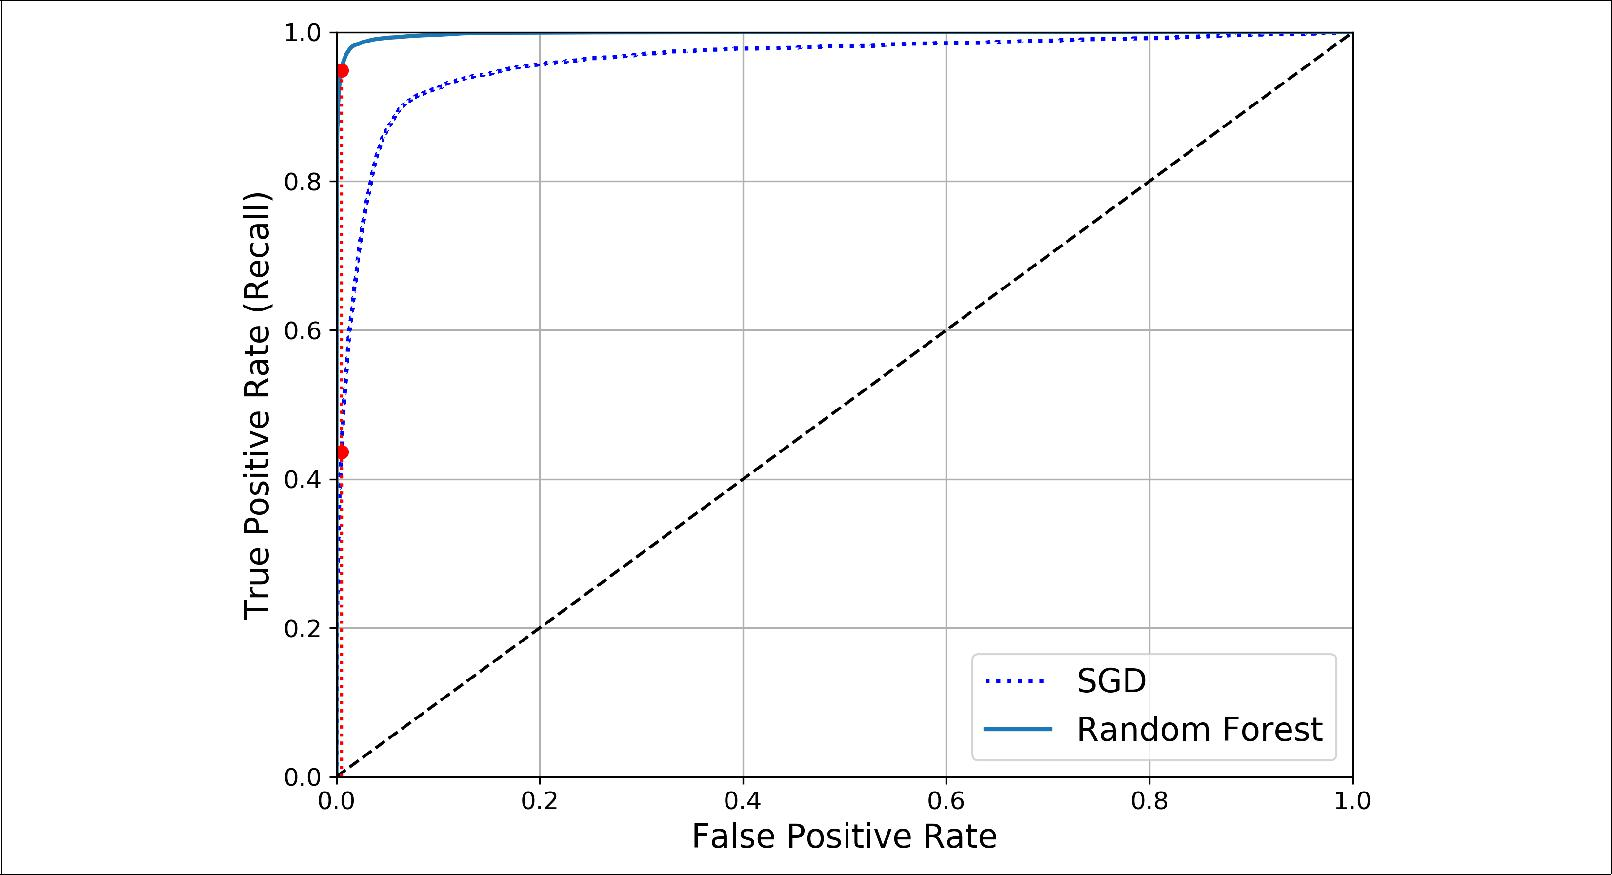 True Positive Rate (Recall)
1.0
0.8
0.6
0.4
0.2
0.0
0.0 0.2 0.4 0.6 0.8 1.0
False Positive Rate
SGD
Random Forest